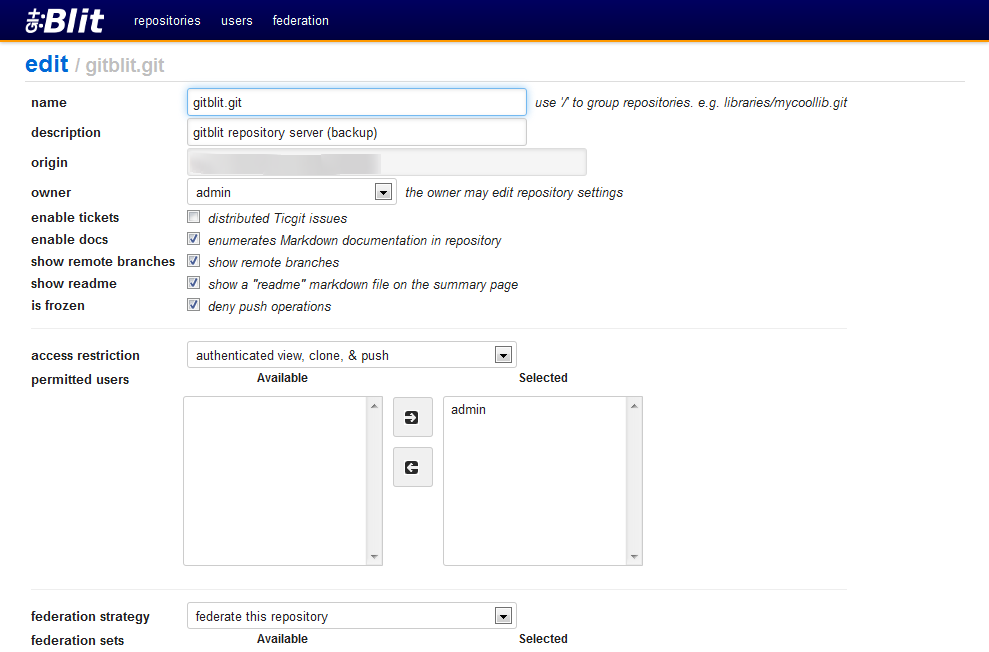 git:Blit repositories users federation
edit / gitblit.git
name gitblit.git use '/' to group repositories. e.g. libraries/mycoollib.git
description gitblit repository server (backup)
origin
owner admin the owner may edit repository settings
enable tickets distributed Ticgit issues
enable docs enumerates Markdown documentation in repository
show remote branches show remote branches
show readme show a "readme" markdown file on the summary page
is frozen deny push operations
access restriction authenticated view, clone, & push
permitted users Available Selected
admin
federation strategy federate this repository
federation sets Available Selected